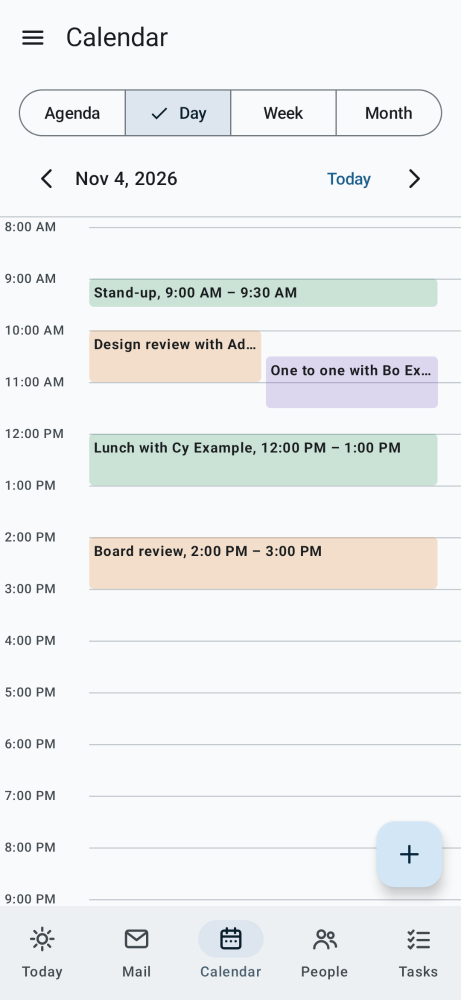 Calendar
Agenda
Day
Week
Month
Nov 4, 2026
Today
8:00 AM
9:00 AM
Stand-up, 9:00 AM – 9:30 AM
10:00 AM
Design review with Ad…
One to one with Bo Ex…
11:00 AM
12:00 PM
Lunch with Cy Example, 12:00 PM – 1:00 PM
1:00 PM
2:00 PM
Board review, 2:00 PM – 3:00 PM
3:00 PM
4:00 PM
5:00 PM
6:00 PM
7:00 PM
8:00 PM
9:00 PM
Today
Mail
Calendar
People
Tasks